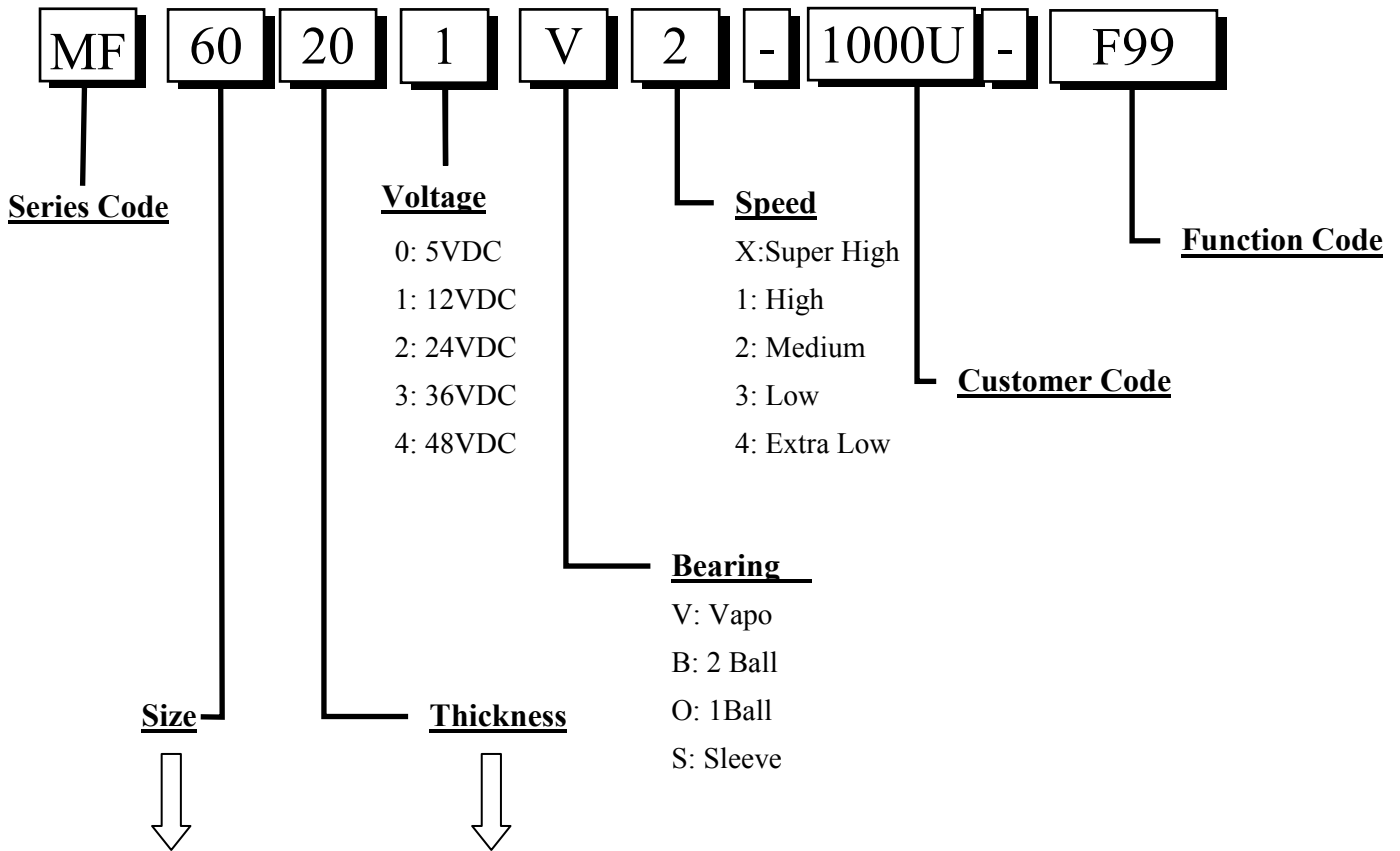 MF 60 20 1 V 2 - 1000U - F99
Series Code
Voltage
0: 5VDC
1: 12VDC
2: 24VDC
3: 36VDC
4: 48VDC
Speed
X:Super High
1: High
2: Medium
3: Low
4: Extra Low
Function Code
Customer Code
Bearing
V: Vapo
B: 2 Ball
O: 1Ball
S: Sleeve
Size
Thickness